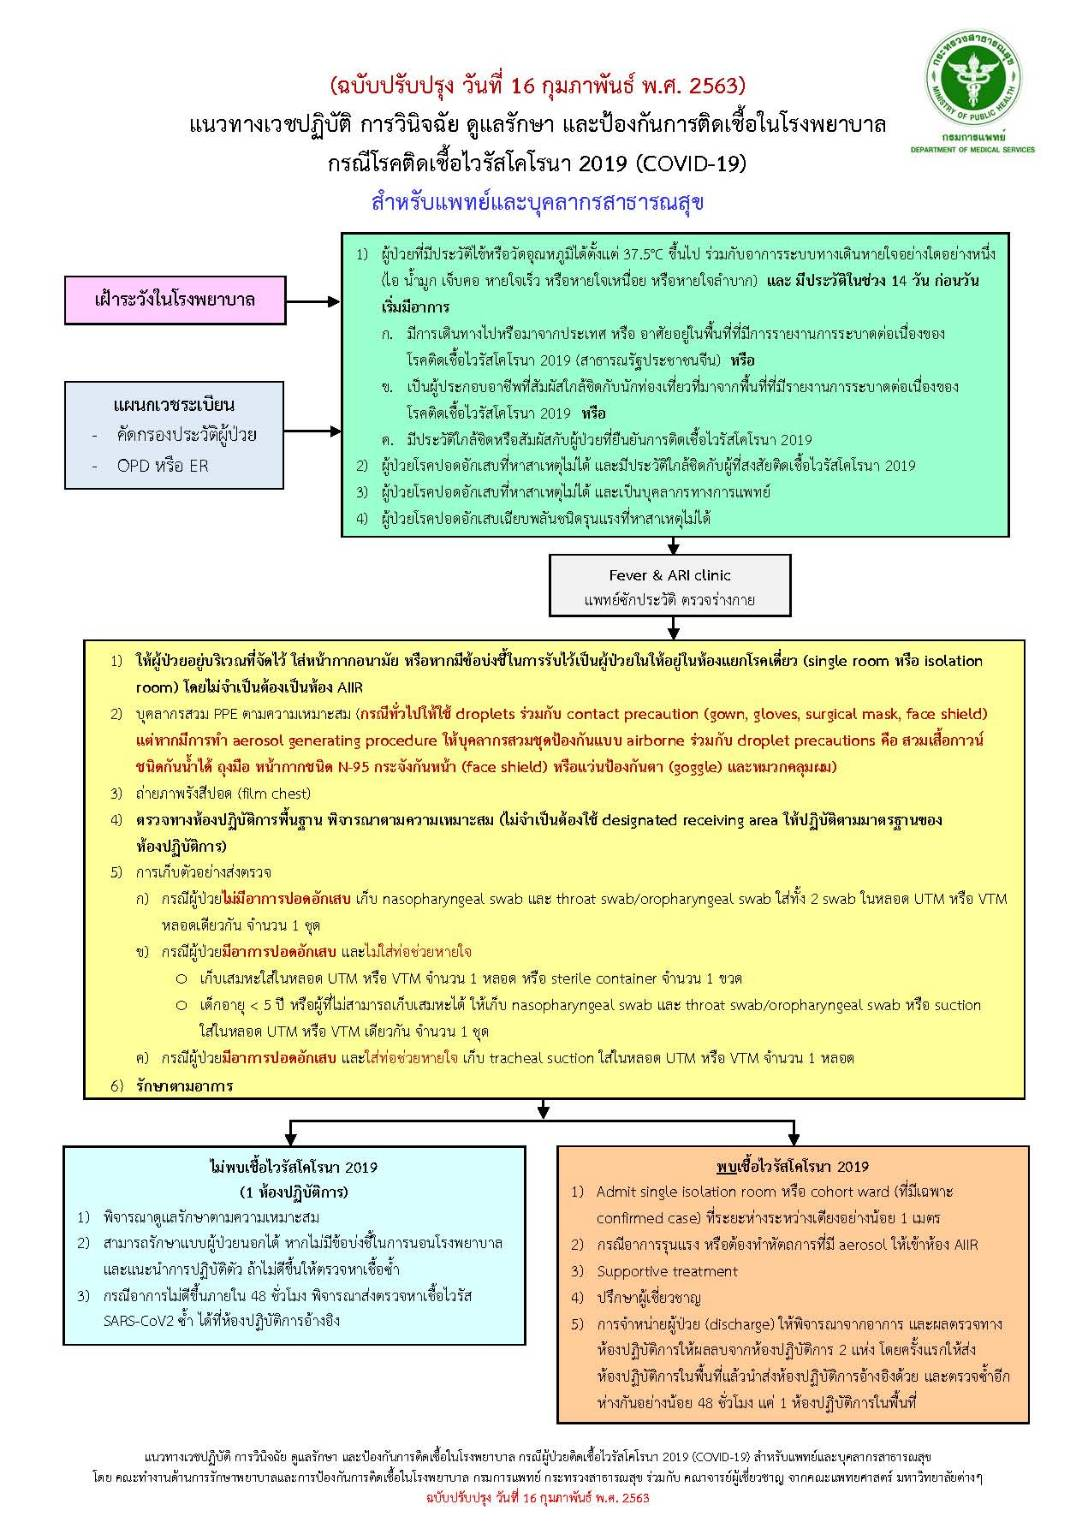 กระทรวงสาธารณสุข
MINISTRY OF PUBLIC HEALTH
กรมการแพทย์
DEPARTMENT OF MEDICAL SERVICES
(ฉบับปรับปรุง วันที่ 16 กุมภาพันธ์ พ.ศ. 2563)
แนวทางเวชปฏิบัติ การวินิจฉัย ดูแลรักษา และป้องกันการติดเชื้อในโรงพยาบาล
กรณีโรคติดเชื้อไวรัสโคโรนา 2019 (COVID-19)
สำหรับแพทย์และบุคลากรสาธารณสุข
เฝ้าระวังในโรงพยาบาล
แผนกเวชระเบียน
- คัดกรองประวัติผู้ป่วย
- OPD หรือ ER
1) ผู้ป่วยที่มีประวัติไข้หรือวัดอุณหภูมิได้ตั้งแต่ 37.5°C ขึ้นไป ร่วมกับอาการระบบทางเดินหายใจอย่างใดอย่างหนึ่ง
(ไอ น้ำมูก เจ็บคอ หายใจเร็ว หรือหายใจเหนื่อย หรือหายใจลำบาก) และ มีประวัติในช่วง 14 วัน ก่อนวัน
เริ่มมีอาการ
ก. มีการเดินทางไปหรือมาจากประเทศ หรือ อาศัยอยู่ในพื้นที่ที่มีการรายงานการระบาดต่อเนื่องของ
โรคติดเชื้อไวรัสโคโรนา 2019 (สาธารณรัฐประชาชนจีน) หรือ
ข. เป็นผู้ประกอบอาชีพที่สัมผัสใกล้ชิดกับนักท่องเที่ยวที่มาจากพื้นที่ที่มีรายงานการระบาดต่อเนื่องของ
โรคติดเชื้อไวรัสโคโรนา 2019 หรือ
ค. มีประวัติใกล้ชิดหรือสัมผัสกับผู้ป่วยที่ยืนยันการติดเชื้อไวรัสโคโรนา 2019
2) ผู้ป่วยโรคปอดอักเสบที่หาสาเหตุไม่ได้ และมีประวัติใกล้ชิดกับผู้ที่สงสัยติดเชื้อไวรัสโคโรนา 2019
3) ผู้ป่วยโรคปอดอักเสบที่หาสาเหตุไม่ได้ และเป็นบุคลากรทางการแพทย์
4) ผู้ป่วยโรคปอดอักเสบเฉียบพลันชนิดรุนแรงที่หาสาเหตุไม่ได้
Fever & ARI clinic
แพทย์ซักประวัติ ตรวจร่างกาย
1) ให้ผู้ป่วยอยู่บริเวณที่จัดไว้ ใส่หน้ากากอนามัย หรือหากมีข้อบ่งชี้ในการรับไว้เป็นผู้ป่วยในให้อยู่ในห้องแยกโรคเดี่ยว (single room หรือ isolation
room) โดยไม่จำเป็นต้องเป็นห้อง AIIR
2) บุคลากรสวม PPE ตามความเหมาะสม (กรณีทั่วไปให้ใช้ droplets ร่วมกับ contact precaution (gown, gloves, surgical mask, face shield)
แต่หากมีการทำ aerosol generating procedure ให้บุคลากรสวมชุดป้องกันแบบ airborne ร่วมกับ droplet precautions คือ สวมเสื้อกาวน์
ชนิดกันน้ำได้ ถุงมือ หน้ากากชนิด N-95 กระจังกันหน้า (face shield) หรือแว่นป้องกันตา (goggle) และหมวกคลุมผม)
3) ถ่ายภาพรังสีปอด (film chest)
4) ตรวจทางห้องปฏิบัติการพื้นฐาน พิจารณาตามความเหมาะสม (ไม่จำเป็นต้องใช้ designated receiving area ให้ปฏิบัติตามมาตรฐานของ
ห้องปฏิบัติการ)
5) การเก็บตัวอย่างส่งตรวจ
ก) กรณีผู้ป่วยไม่มีอาการปอดอักเสบ เก็บ nasopharyngeal swab และ throat swab/oropharyngeal swab ใส่ทั้ง 2 swab ในหลอด UTM หรือ VTM
หลอดเดียวกัน จำนวน 1 ชุด
ข) กรณีผู้ป่วยมีอาการปอดอักเสบ และไม่ใส่ท่อช่วยหายใจ
○ เก็บเสมหะใส่ในหลอด UTM หรือ VTM จำนวน 1 หลอด หรือ sterile container จำนวน 1 ขวด
○ เด็กอายุ < 5 ปี หรือผู้ที่ไม่สามารถเก็บเสมหะได้ ให้เก็บ nasopharyngeal swab และ throat swab/oropharyngeal swab หรือ suction
ใส่ในหลอด UTM หรือ VTM เดียวกัน จำนวน 1 ชุด
ค) กรณีผู้ป่วยมีอาการปอดอักเสบ และใส่ท่อช่วยหายใจ เก็บ tracheal suction ใส่ในหลอด UTM หรือ VTM จำนวน 1 หลอด
6) รักษาตามอาการ
ไม่พบเชื้อไวรัสโคโรนา 2019
(1 ห้องปฏิบัติการ)
1) พิจารณาดูแลรักษาตามความเหมาะสม
2) สามารถรักษาแบบผู้ป่วยนอกได้ หากไม่มีข้อบ่งชี้ในการนอนโรงพยาบาล
และแนะนำการปฏิบัติตัว ถ้าไม่ดีขึ้นให้ตรวจหาเชื้อซ้ำ
3) กรณีอาการไม่ดีขึ้นภายใน 48 ชั่วโมง พิจารณาส่งตรวจหาเชื้อไวรัส
SARS-CoV2 ซ้ำ ได้ที่ห้องปฏิบัติการอ้างอิง
พบเชื้อไวรัสโคโรนา 2019
1) Admit single isolation room หรือ cohort ward (ที่มีเฉพาะ
confirmed case) ที่ระยะห่างระหว่างเตียงอย่างน้อย 1 เมตร
2) กรณีอาการรุนแรง หรือต้องทำหัตถการที่มี aerosol ให้เข้าห้อง AIIR
3) Supportive treatment
4) ปรึกษาผู้เชี่ยวชาญ
5) การจำหน่ายผู้ป่วย (discharge) ให้พิจารณาจากอาการ และผลตรวจทาง
ห้องปฏิบัติการให้ผลลบจากห้องปฏิบัติการ 2 แห่ง โดยครั้งแรกให้ส่ง
ห้องปฏิบัติการในพื้นที่แล้วนำส่งห้องปฏิบัติการอ้างอิงด้วย และตรวจซ้ำอีก
ห่างกันอย่างน้อย 48 ชั่วโมง แค่ 1 ห้องปฏิบัติการในพื้นที่
แนวทางเวชปฏิบัติ การวินิจฉัย ดูแลรักษา และป้องกันการติดเชื้อในโรงพยาบาล กรณีผู้ป่วยติดเชื้อไวรัสโคโรนา 2019 (COVID-19) สำหรับแพทย์และบุคลากรสาธารณสุข
โดย คณะทำงานด้านการรักษาพยาบาลและการป้องกันการติดเชื้อในโรงพยาบาล กรมการแพทย์ กระทรวงสาธารณสุข ร่วมกับ คณาจารย์ผู้เชี่ยวชาญ จากคณะแพทยศาสตร์ มหาวิทยาลัยต่างๆ
ฉบับปรับปรุง วันที่ 16 กุมภาพันธ์ พ.ศ. 2563